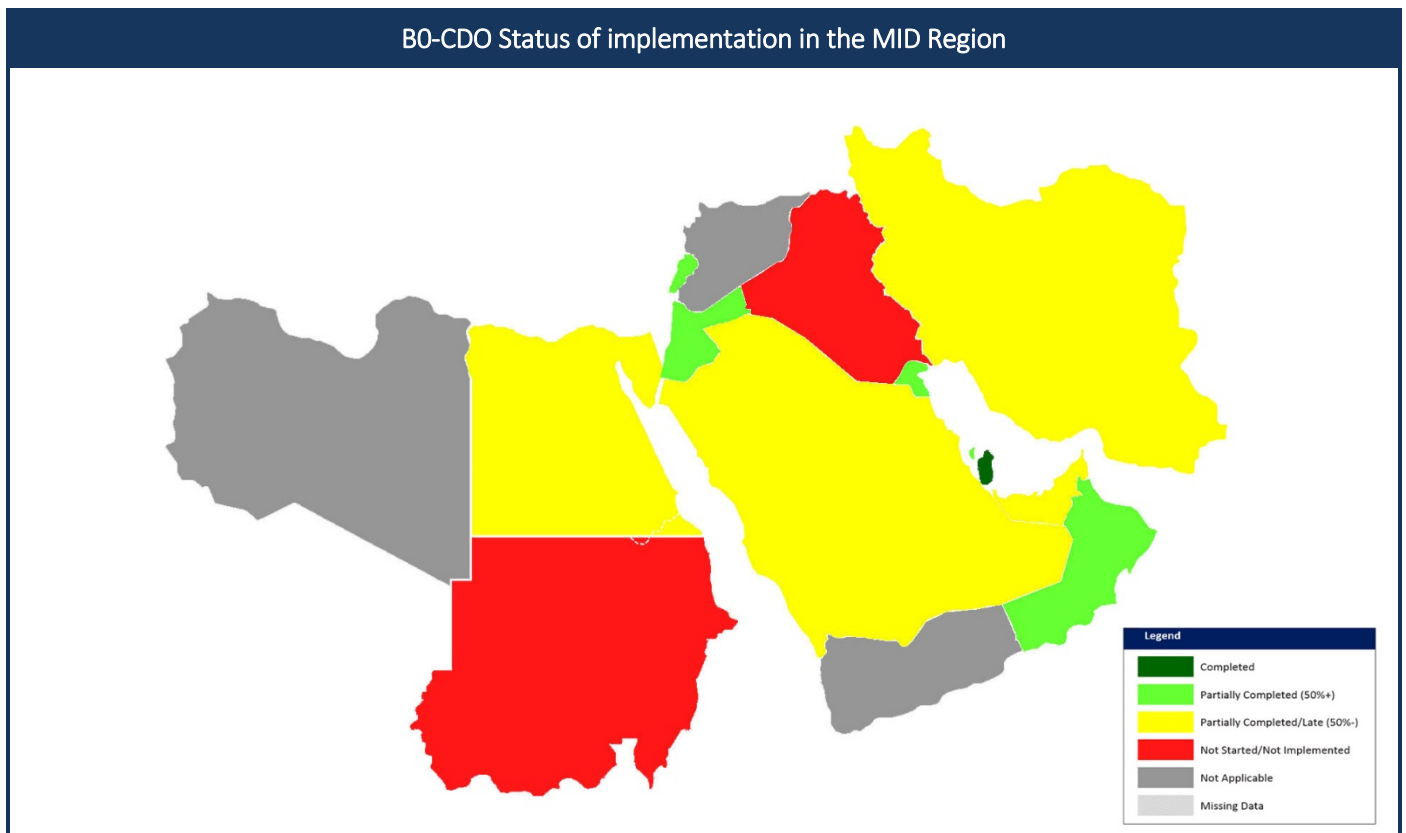 B0-CDO Status of implementation in the MID Region
Legend
Completed
Partially Completed (50%+)
Partially Completed/Late (50%-)
Not Started/Not Implemented
Not Applicable
Missing Data